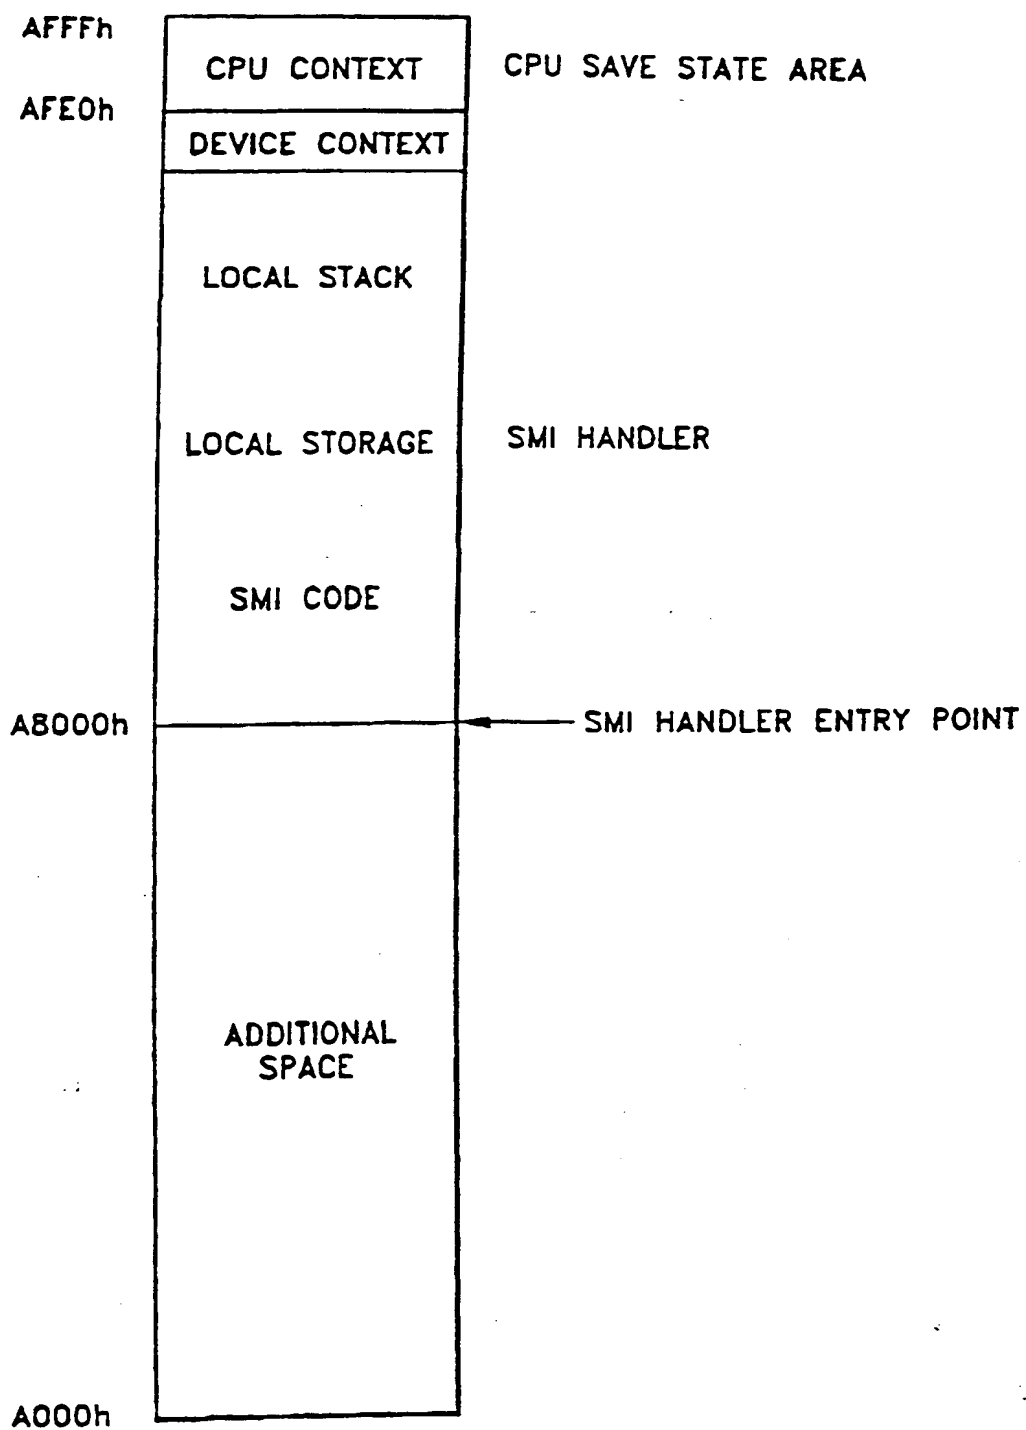 AFFFh
CPU CONTEXT
CPU SAVE STATE AREA
AFE0h
DEVICE CONTEXT
LOCAL STACK
LOCAL STORAGE
SMI HANDLER
SMI CODE
A8000h
SMI HANDLER ENTRY POINT
ADDITIONAL
SPACE
A000h